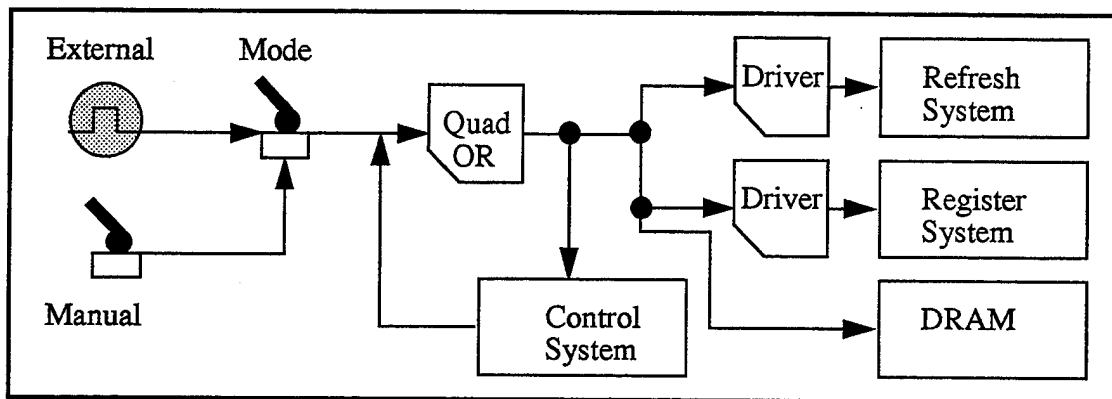 External
Mode
Manual
Quad
OR
Control
System
Driver
Refresh
System
Driver
Register
System
DRAM